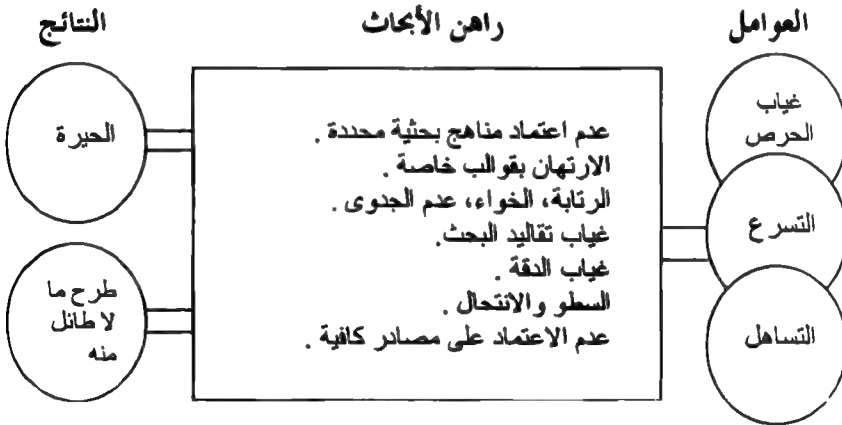 العوامل
راهن الأبحاث
النتائج
غياب
الحرص
التسرع
التساهل
عدم اعتماد مناهج بحثية محددة .
الارتهان بقوالب خاصة .
الرتابة، الخواء، عدم الجدوى .
غياب تقاليد البحث.
غياب الدقة .
السطو والانتحال .
عدم الاعتماد على مصادر كافية .
الحيرة
طرح ما
لا طائل
منه